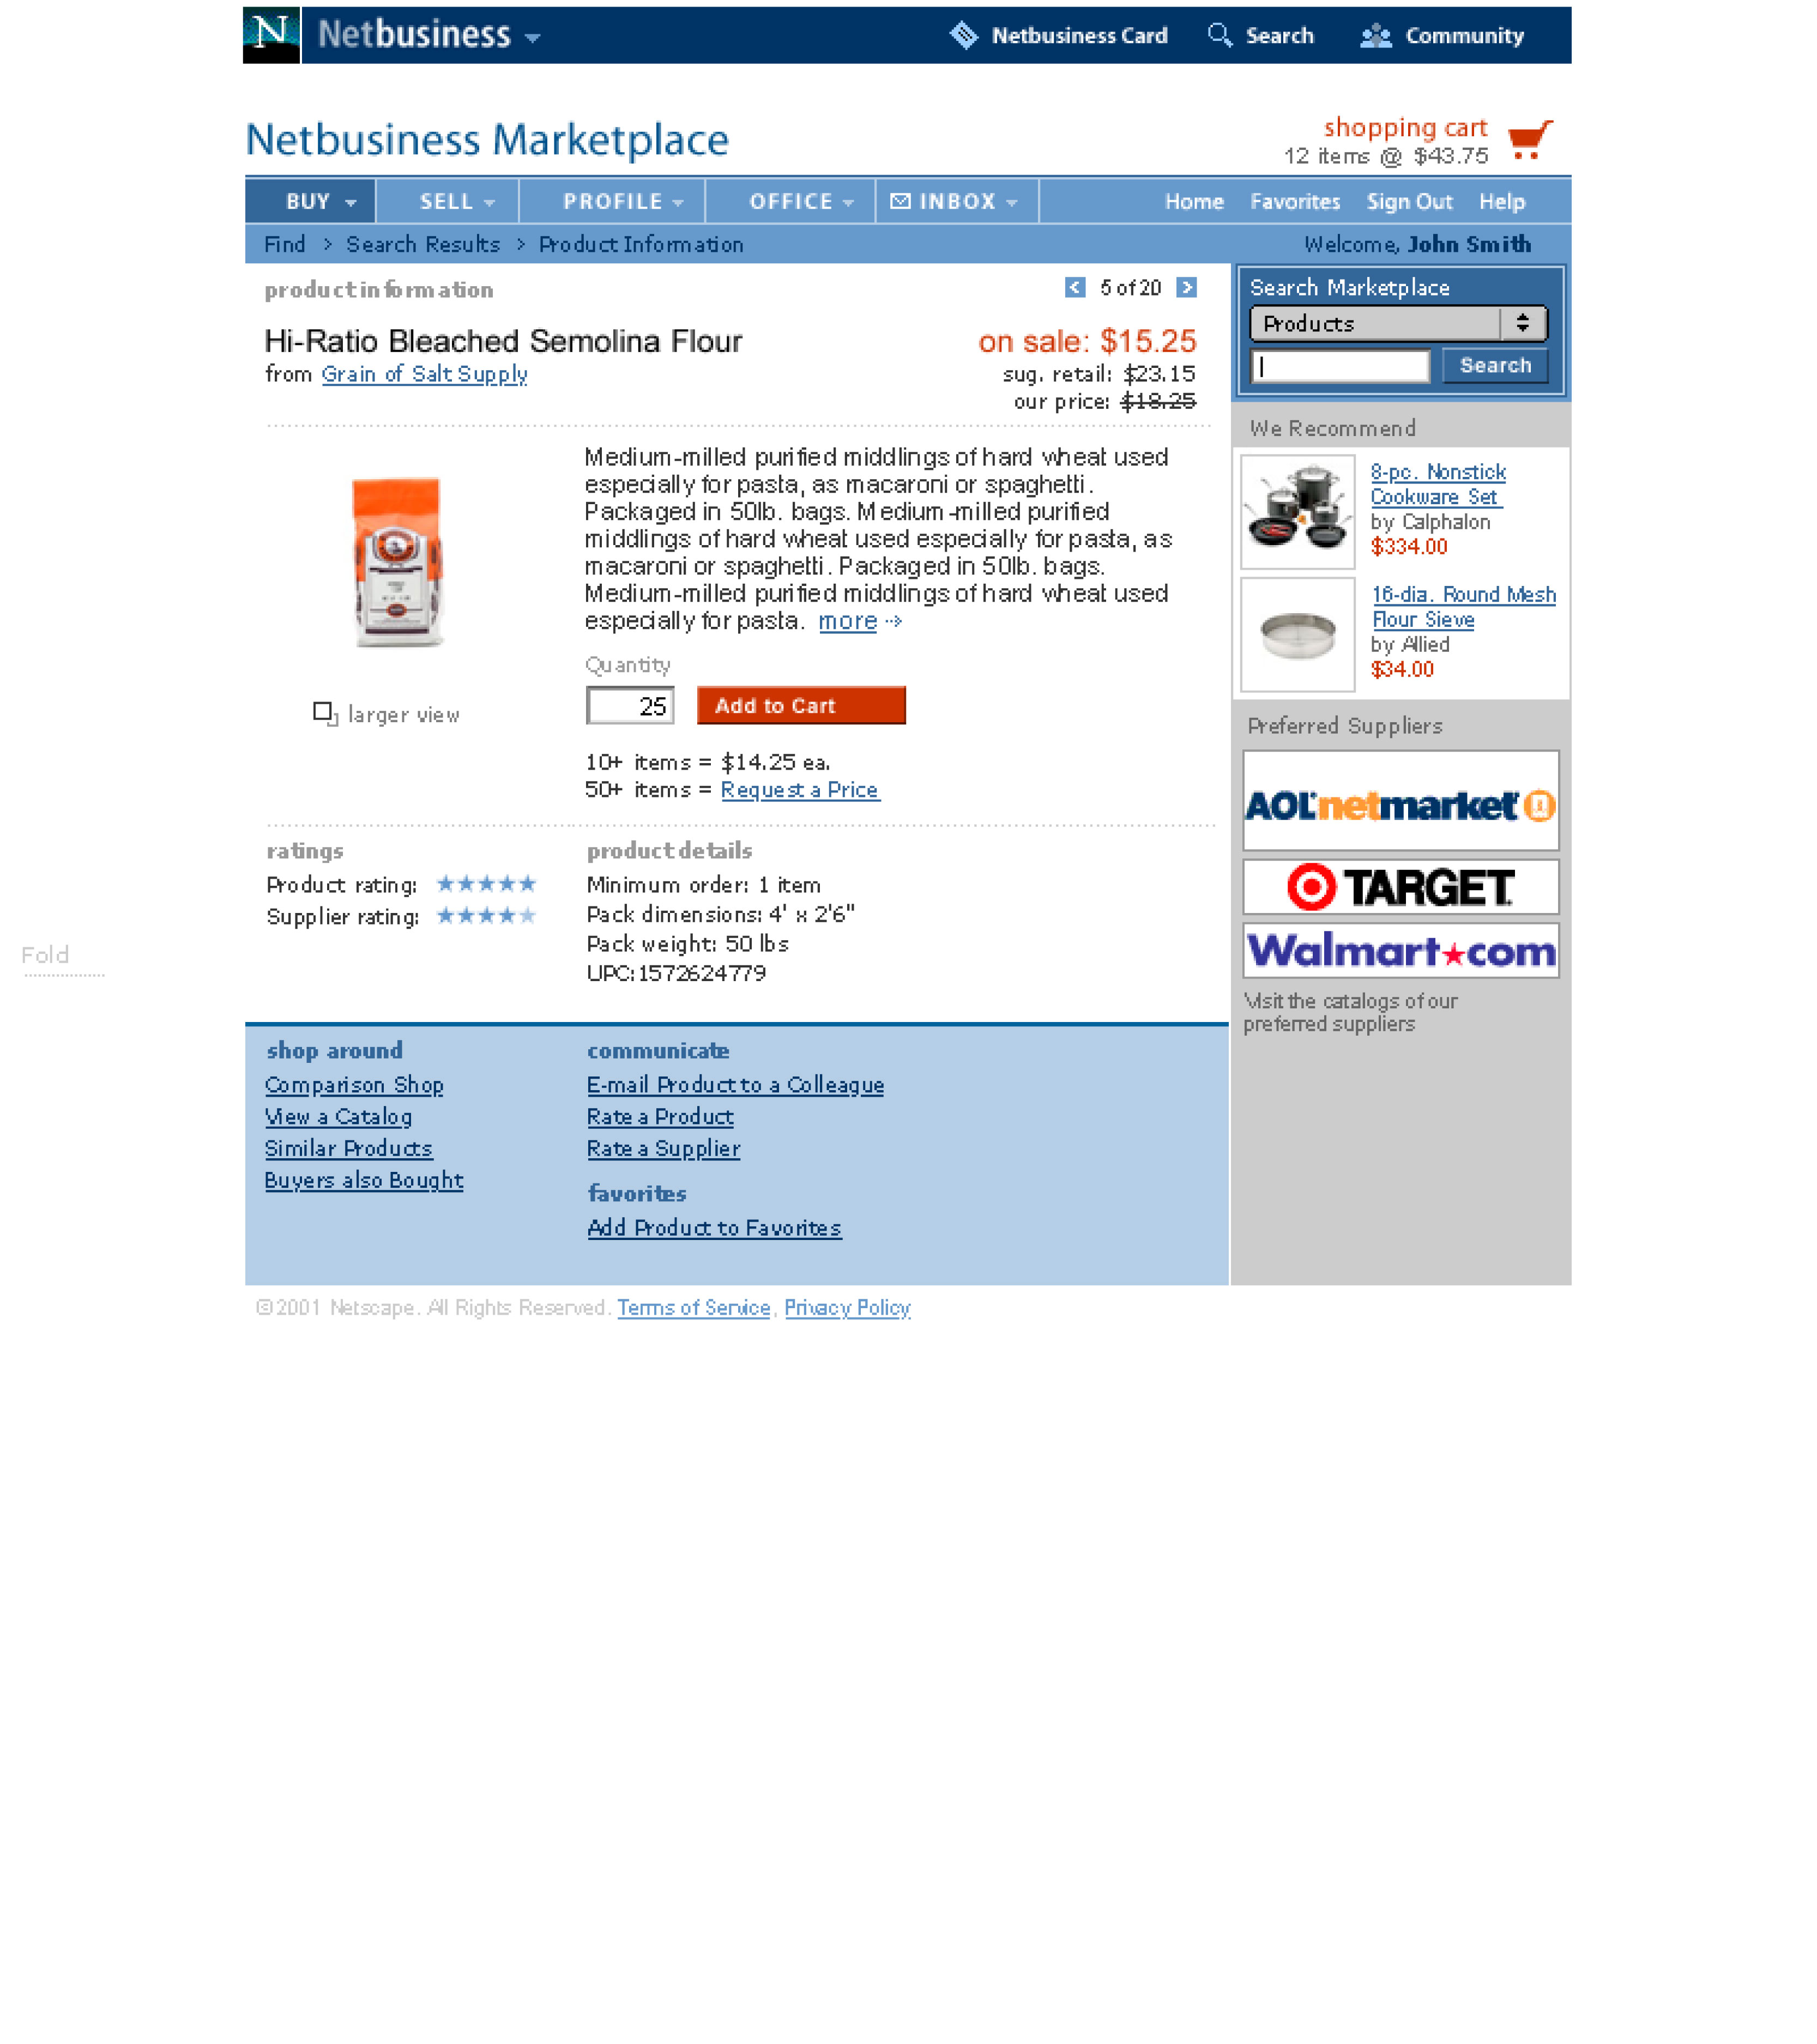 N Netbusiness Netbusiness Card Search Community
Netbusiness Marketplace
shopping cart
12 items @ $43.75
BUY SELL PROFILE OFFICE INBOX Home Favorites Sign Out Help
Find > Search Results > Product Information Welcome, John Smith
product information
< 5 of 20 >
Hi-Ratio Bleached Semolina Flour
from Grain of Salt Supply
on sale: $15.25
sug. retail: $23.15
our price: $18.25
Medium-milled purified middlings of hard wheat used
especially for pasta, as macaroni or spaghetti.
Packaged in 50lb. bags. Medium-milled purified
middlings of hard wheat used especially for pasta, as
macaroni or spaghetti. Packaged in 50lb. bags.
Medium-milled purified middlings of hard wheat used
especially for pasta. more
larger view
Quantity
25 Add to Cart
10+ items = $14.25 ea.
50+ items = Request a Price
ratings
Product rating:
Supplier rating:
product details
Minimum order: 1 item
Pack dimensions: 4' x 2'6"
Pack weight: 50 lbs
UPC:1572624779
Fold
shop around
Comparison Shop
View a Catalog
Similar Products
Buyers also Bought
communicate
E-mail Product to a Colleague
Rate a Product
Rate a Supplier
favorites
Add Product to Favorites
Search Marketplace
Products
Search
We Recommend
8-pc. Nonstick
Cookware Set
by Calphalon
$334.00
16-dia. Round Mesh
Flour Sieve
by Allied
$34.00
Preferred Suppliers
AOL netmarket
TARGET
Walmart★com
Visit the catalogs of our
preferred suppliers
©2001 Netscape. All Rights Reserved. Terms of Service, Privacy Policy